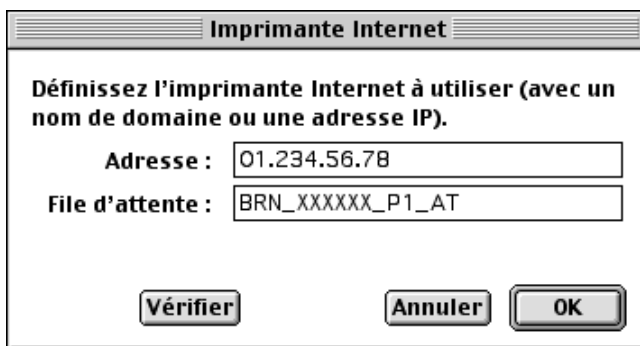 Imprimante Internet
Définissez l'imprimante Internet à utiliser (avec un
nom de domaine ou une adresse IP).
Adresse : 01.234.56.78
File d'attente : BRN_XXXXXX_P1_AT
Vérifier Annuler OK